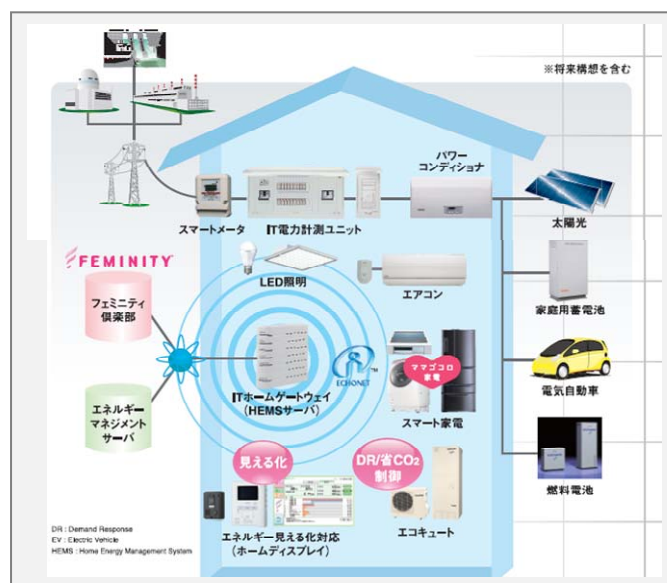 ※将来構想を含む
パワー
コンディショナ
スマートメータ
IT電力計測ユニット
太陽光
FEMINITY™
LED照明
エアコン
フェミニティ
倶楽部
家庭用蓄電池
ECHONET™
ママゴコロ
家電
ITホームゲートウェイ
(HEMSサーバ)
スマート家電
電気自動車
エネルギー
マネジメント
サーバ
見える化
DR/省CO₂
制御
燃料電池
エネルギー見える化対応
(ホームディスプレイ)
エコキュート
DR : Demand Response
EV : Electric Vehicle
HEMS : Home Energy Management System